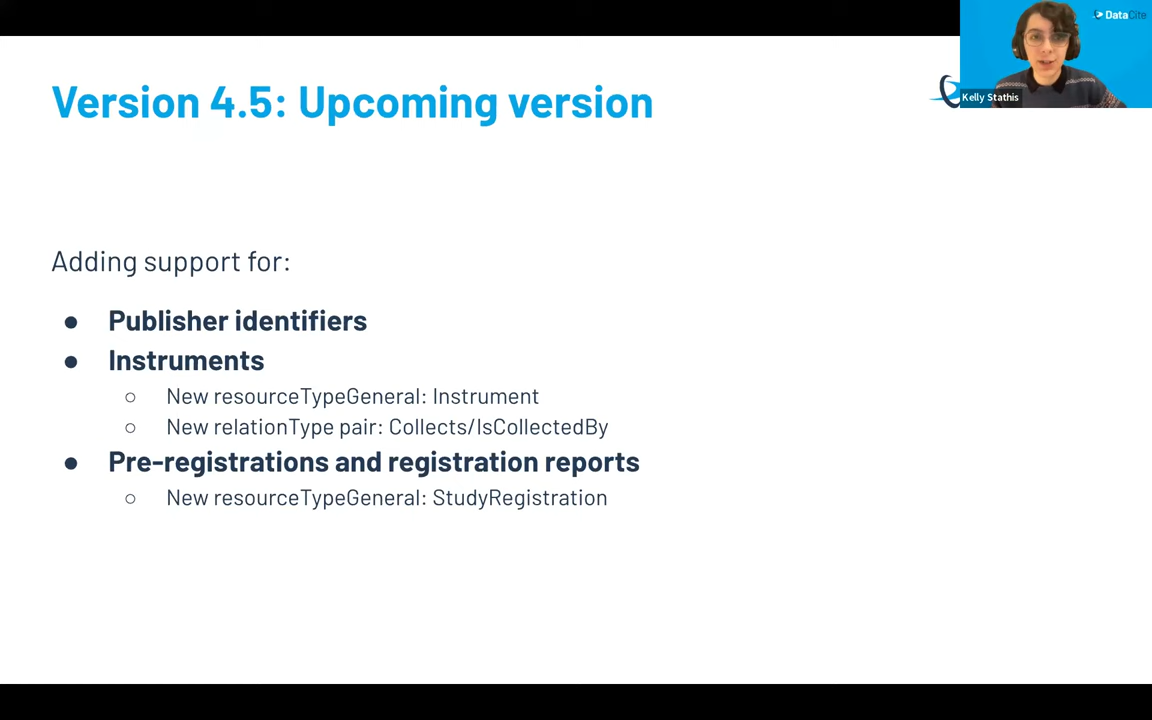 DataCite
Kelly Stathis
Version 4.5: Upcoming version
Adding support for:
● Publisher identifiers
● Instruments
○ New resourceTypeGeneral: Instrument
○ New relationType pair: Collects/IsCollectedBy
● Pre-registrations and registration reports
○ New resourceTypeGeneral: StudyRegistration